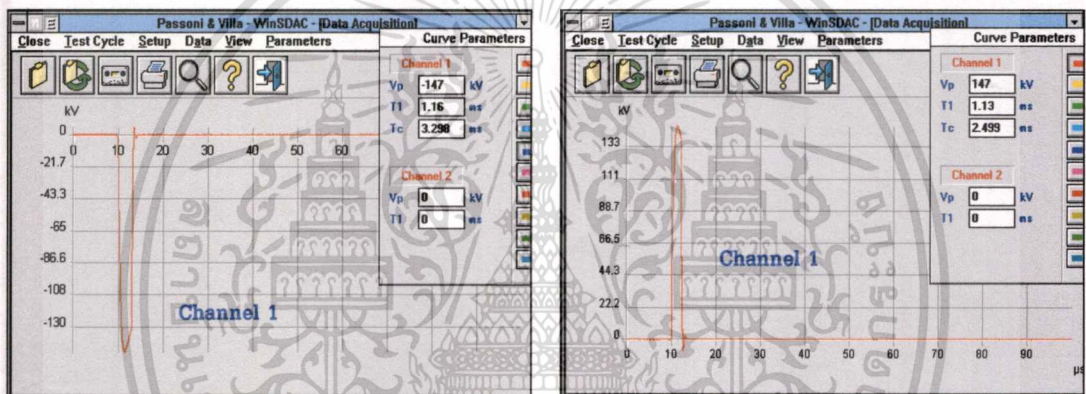 Passoni & Villa - WinSDAC - [Data Acquisition]
Close Test Cycle Setup Data View Parameters
Curve Parameters
Channel 1
Vp -147 kV
T1 1.16 ms
Tc 3.298 ms
Channel 2
Vp 0 kV
T1 0 ms
kV
0
-21.7
-43.3
-65
-86.6
-108
-130
0 10 20 30 40 50 60
Channel 1
Passoni & Villa - WinSDAC - [Data Acquisition]
Close Test Cycle Setup Data View Parameters
Curve Parameters
Channel 1
Vp 147 kV
T1 1.13 ms
Tc 2.499 ms
Channel 2
Vp 0 kV
T1 0 ms
kV
133
111
88.7
66.5
44.3
22.2
0
Channel 1
0 10 20 30 40 50 60 70 80 90
µs